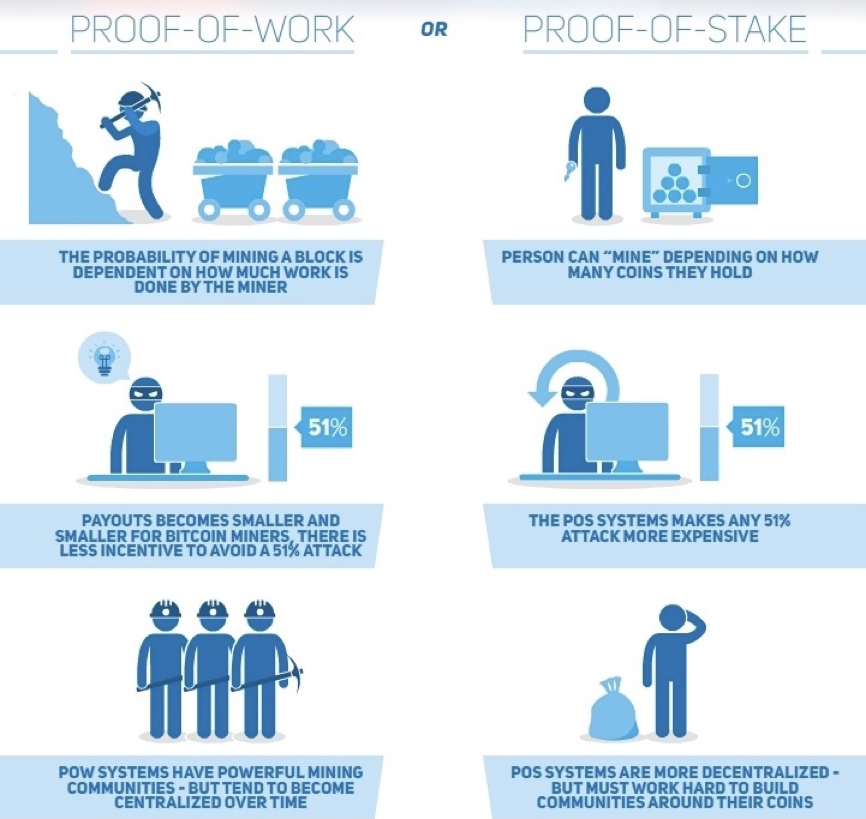 PROOF-OF-WORK OR PROOF-OF-STAKE
THE PROBABILITY OF MINING A BLOCK IS
DEPENDENT ON HOW MUCH WORK IS
DONE BY THE MINER
PERSON CAN “MINE” DEPENDING ON HOW
MANY COINS THEY HOLD
51%
51%
PAYOUTS BECOMES SMALLER AND
SMALLER FOR BITCOIN MINERS, THERE IS
LESS INCENTIVE TO AVOID A 51% ATTACK
THE POS SYSTEMS MAKES ANY 51%
ATTACK MORE EXPENSIVE
POW SYSTEMS HAVE POWERFUL MINING
COMMUNITIES - BUT TEND TO BECOME
CENTRALIZED OVER TIME
POS SYSTEMS ARE MORE DECENTRALIZED -
BUT MUST WORK HARD TO BUILD
COMMUNITIES AROUND THEIR COINS